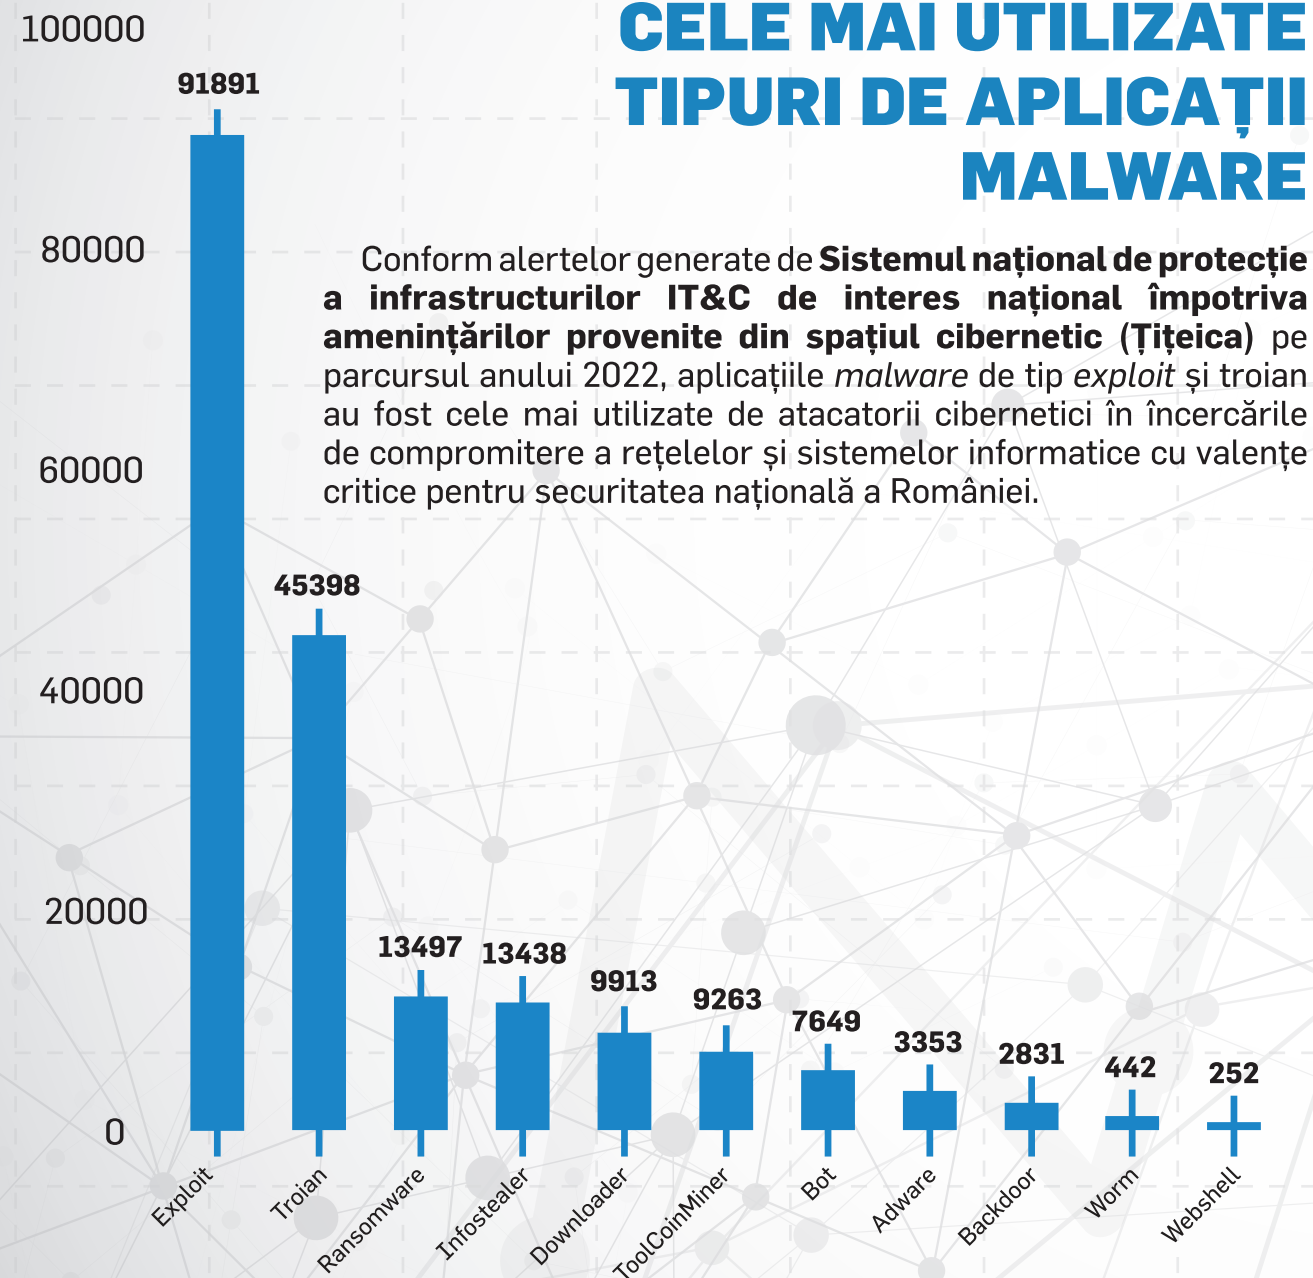 CELE MAI UTILIZATE
TIPURI DE APLICAȚII
MALWARE
Conform alertelor generate de Sistemul național de protecție
a infrastructurilor IT&C de interes național împotriva
amenințărilor provenite din spațiul cibernetic (Țițeica) pe
parcursul anului 2022, aplicațiile malware de tip exploit și troian
au fost cele mai utilizate de atacatorii cibernetici în încercările
de compromitere a rețelelor și sistemelor informatice cu valențe
critice pentru securitatea națională a României.
100000
80000
60000
40000
20000
0
91891
45398
13497
13438
9913
9263
7649
3353
2831
442
252
Exploit
Troian
Ransomware
Infostealer
Downloader
ToolCoinMiner
Bot
Adware
Backdoor
Worm
Webshell